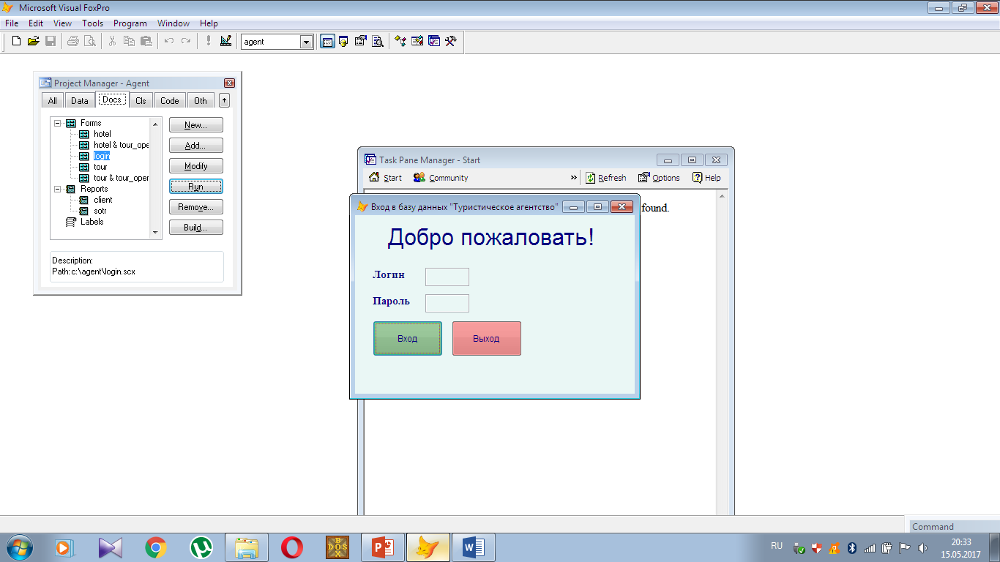 Microsoft Visual FoxPro
File Edit View Tools Program Window Help
agent
Project Manager - Agent
All Data Docs Cls Code Oth
Forms
hotel
hotel & tour_ope
login
tour
tour & tour_oper
Reports
client
sotr
Labels
New...
Add...
Modify
Run
Remove...
Build...
Description:
Path: c:\agent\login.scx
Task Pane Manager - Start
Start Community » Refresh Options Help
found.
Вход в базу данных "Туристическое агентство"
Добро пожаловать!
Логин
Пароль
Вход Выход
Command
DOS
RU
20:33
15.05.2017